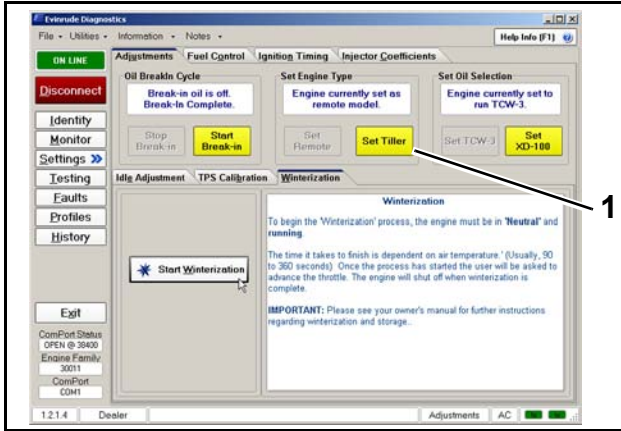 Evinrude Diagnostics
File Utilities Information Notes Help Info (F1)
ON LINE
Disconnect
Identity
Monitor
Settings
Testing
Faults
Profiles
History
Exit
ComPort Status
OPEN @ 38400
Engine Family
30011
ComPort
COM1
Adjustments Fuel Control Ignition Timing Injector Coefficients
Oil BreakIn Cycle
Break-in oil is off.
Break-In Complete.
Stop
Break-in
Start
Break-in
Set Engine Type
Engine currently set as
remote model.
Set
Remote
Set Tiller
Set Oil Selection
Engine currently set to
run TCW-3.
Set TCW-3
Set
XD-100
1
Idle Adjustment TPS Calibration Winterization
Start Winterization
Winterization
To begin the 'Winterization' process, the engine must be in 'Neutral' and
running.
The time it takes to finish is dependent on air temperature.' (Usually, 90
to 360 seconds) Once the process has started the user will be asked to
advance the throttle. The engine will shut off when winterization is
complete.
IMPORTANT: Please see your owner's manual for further instructions
regarding winterization and storage..
1.2.1.4 Dealer Adjustments AC